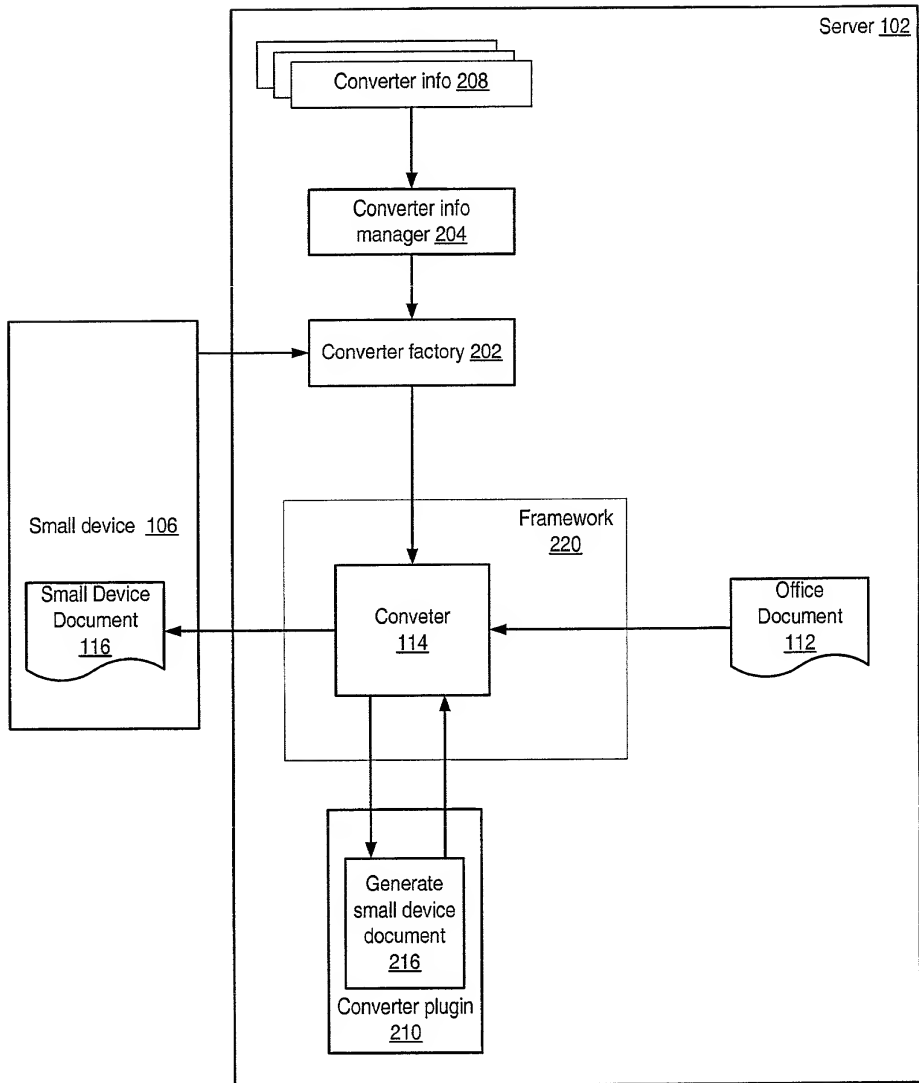 Server 102
Converter info 208
Converter info
manager 204
Converter factory 202
Small device 106
Small Device
Document
116
Framework
220
Conveter
114
Office
Document
112
Generate
small device
document
216
Converter plugin
210